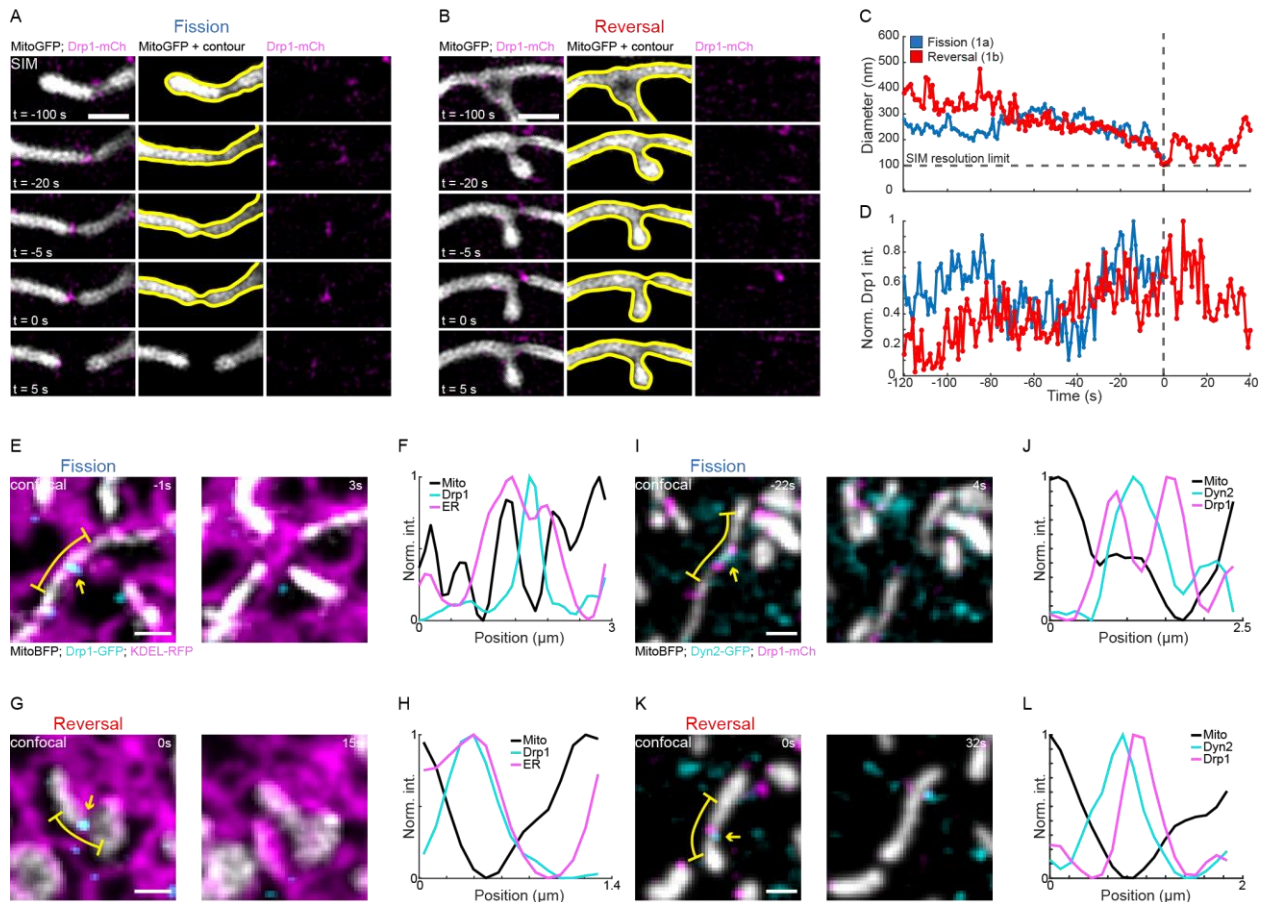 A
Fission
MitoGFP; Drp1-mCh MitoGFP + contour Drp1-mCh
SIM
t = -100 s
t = -20 s
t = -5 s
t = 0 s
t = 5 s
B
Reversal
MitoGFP; Drp1-mCh MitoGFP + contour Drp1-mCh
t = -100 s
t = -20 s
t = -5 s
t = 0 s
t = 5 s
C
600
500
400
300
200
100
0
Diameter (nm)
Fission (1a)
Reversal (1b)
SIM resolution limit
D
1
0.8
0.6
0.4
0.2
0
Norm. Drp1 int.
-120 -100 -80 -60 -40 -20 0 20 40
Time (s)
E
Fission
confocal -1s
3s
MitoBFP; Drp1-GFP; KDEL-RFP
F
1
0
Norm. int.
Mito
Drp1
ER
0 3
Position (µm)
I
Fission
confocal -22s
-4s
MitoBFP; Dyn2-GFP; Drp1-mCh
J
1
0
Norm. int.
Mito
Dyn2
Drp1
0 2.5
Position (µm)
G
Reversal
confocal 0s
15s
H
1
0
Norm. int.
Mito
Drp1
ER
0 1.4
Position (µm)
K
Reversal
confocal 0s
32s
L
1
0
Norm. int.
Mito
Dyn2
Drp1
0 2
Position (µm)